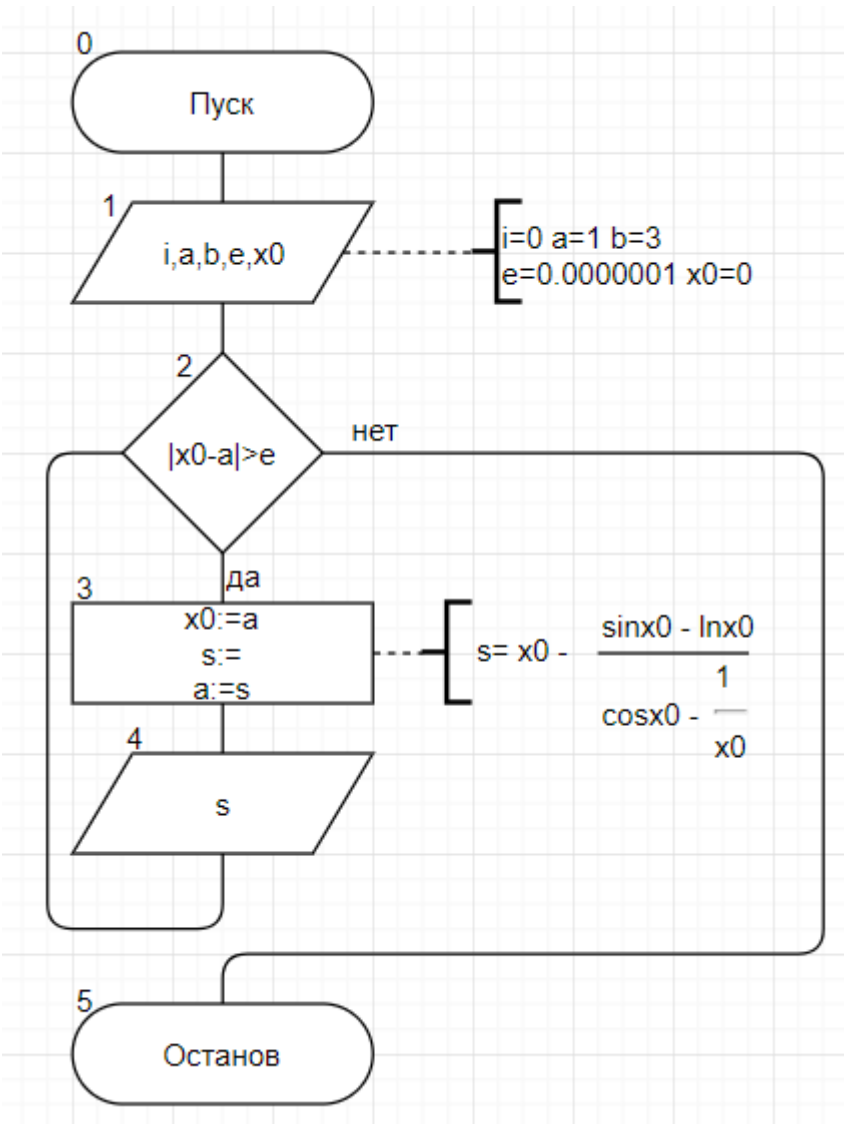 0
Пуск
1
i,a,b,e,x0
i=0 a=1 b=3
e=0.0000001 x0=0
2
|x0-a|>e
нет
да
3
x0:=a
s:=
a:=s
s= x0 -
sinx0 - lnx0
1
cosx0 -
x0
4
s
5
Останов